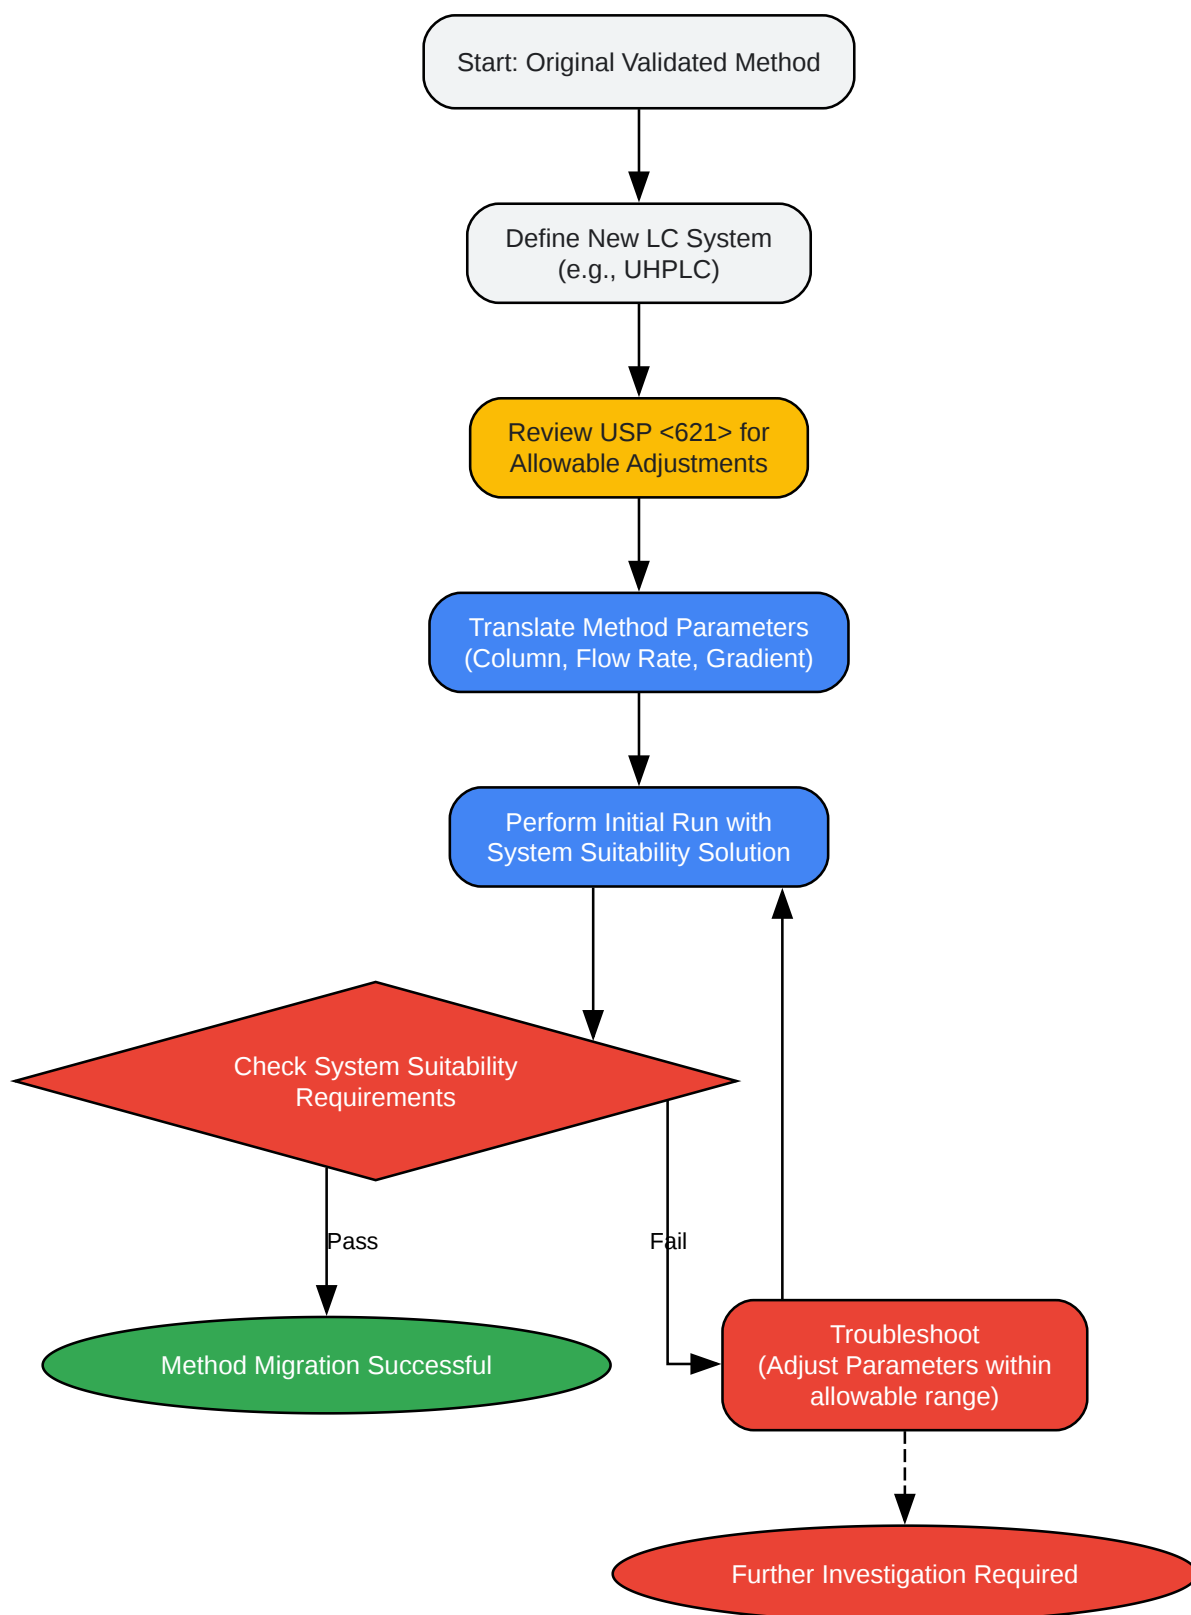 Start: Original Validated Method
Define New LC System
(e.g., UHPLC)
Review USP <621> for
Allowable Adjustments
Translate Method Parameters
(Column, Flow Rate, Gradient)
Perform Initial Run with
System Suitability Solution
Check System Suitability
Requirements
Pass
Fail
Method Migration Successful
Troubleshoot
(Adjust Parameters within
allowable range)
Further Investigation Required